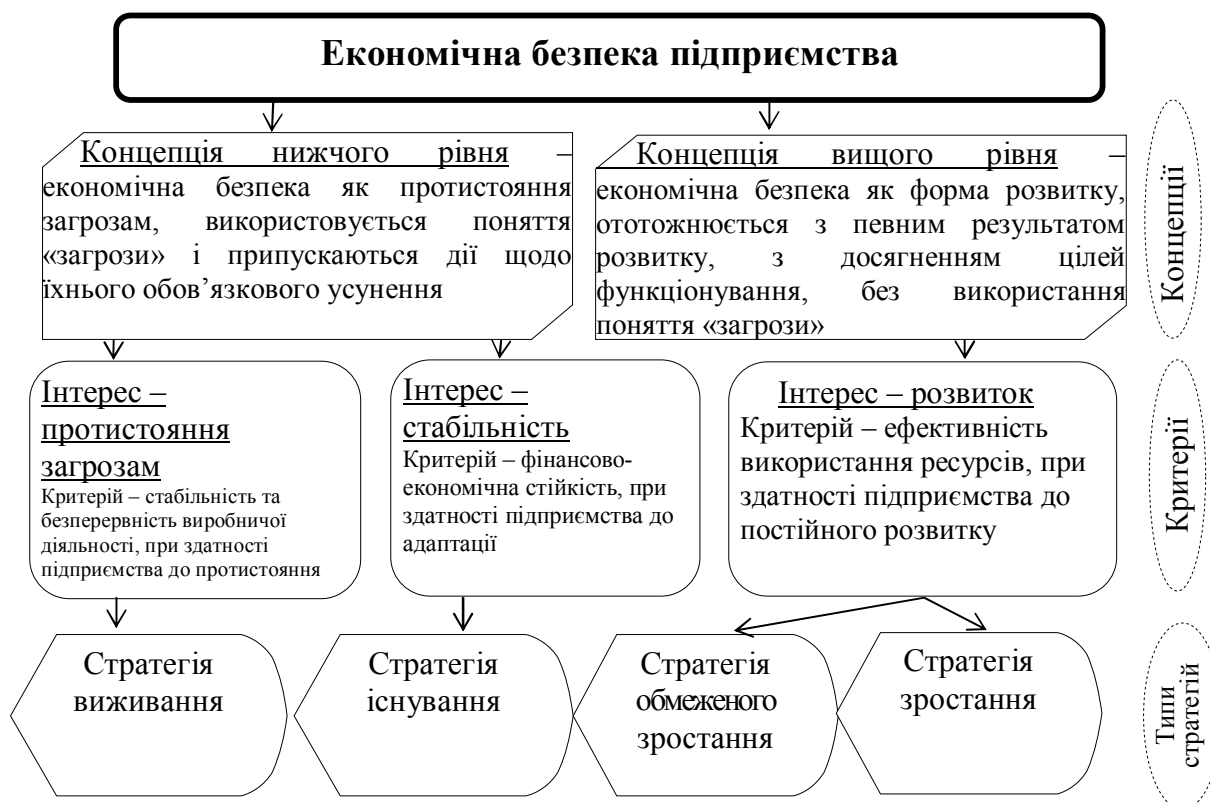 Економічна безпека підприємства
Концепція нижчого рівня –
економічна безпека як протистояння
загрозам, використовується поняття
«загрози» і припускаються дії щодо
їхнього обов’язкового усунення
Концепція вищого рівня –
економічна безпека як форма розвитку,
ототожнюється з певним результатом
розвитку, з досягненням цілей
функціонування, без використання
поняття «загрози»
Концепції
Інтерес –
протистояння
загрозам
Критерій – стабільність та
безперервність виробничої
діяльності, при здатності
підприємства до протистояння
Інтерес –
стабільність
Критерій – фінансово-
економічна стійкість, при
здатності підприємства до
адаптації
Інтерес – розвиток
Критерій – ефективність
використання ресурсів, при
здатності підприємства до
постійного розвитку
Критерії
Стратегія
виживання
Стратегія
існування
Стратегія
обмеженого
зростання
Стратегія
зростання
Типи
стратегій